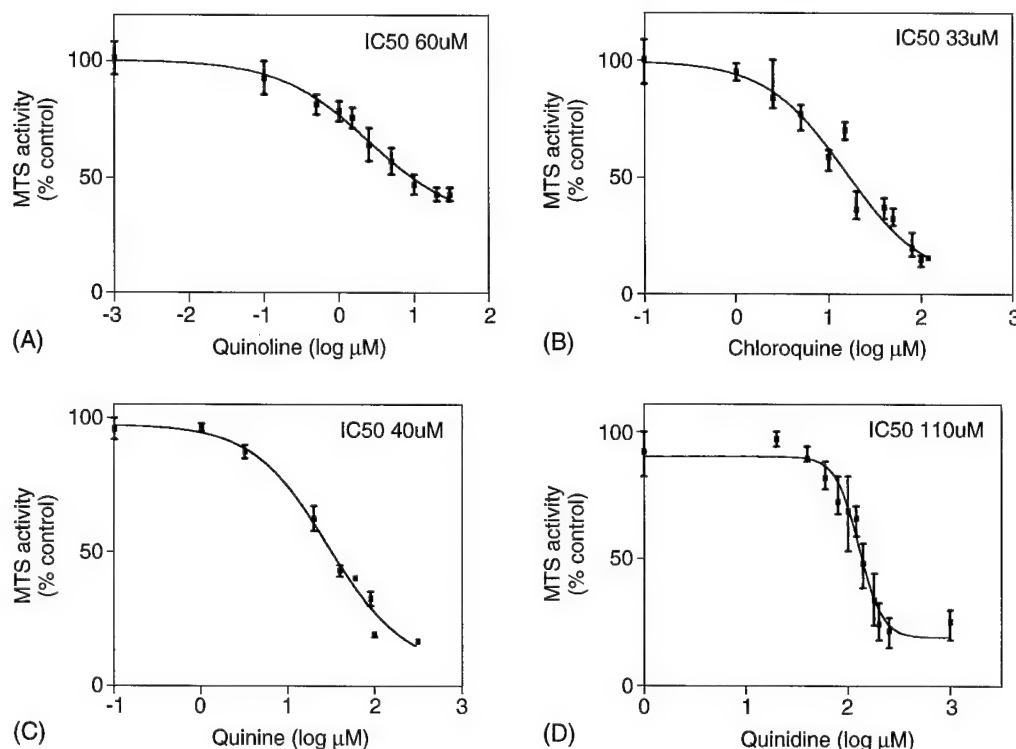 IC50 60uM
100
50
0
MTS activity
(% control)
-3 -2 -1 0 1 2
Quinoline (log μM)
(A)
IC50 33uM
100
50
0
MTS activity
(% control)
-1 0 1 2 3
Chloroquine (log μM)
(B)
IC50 40uM
100
50
0
MTS activity
(% control)
-1 0 1 2 3
Quinine (log μM)
(C)
IC50 110uM
100
50
0
MTS activity
(% control)
0 1 2 3
Quinidine (log μM)
(D)